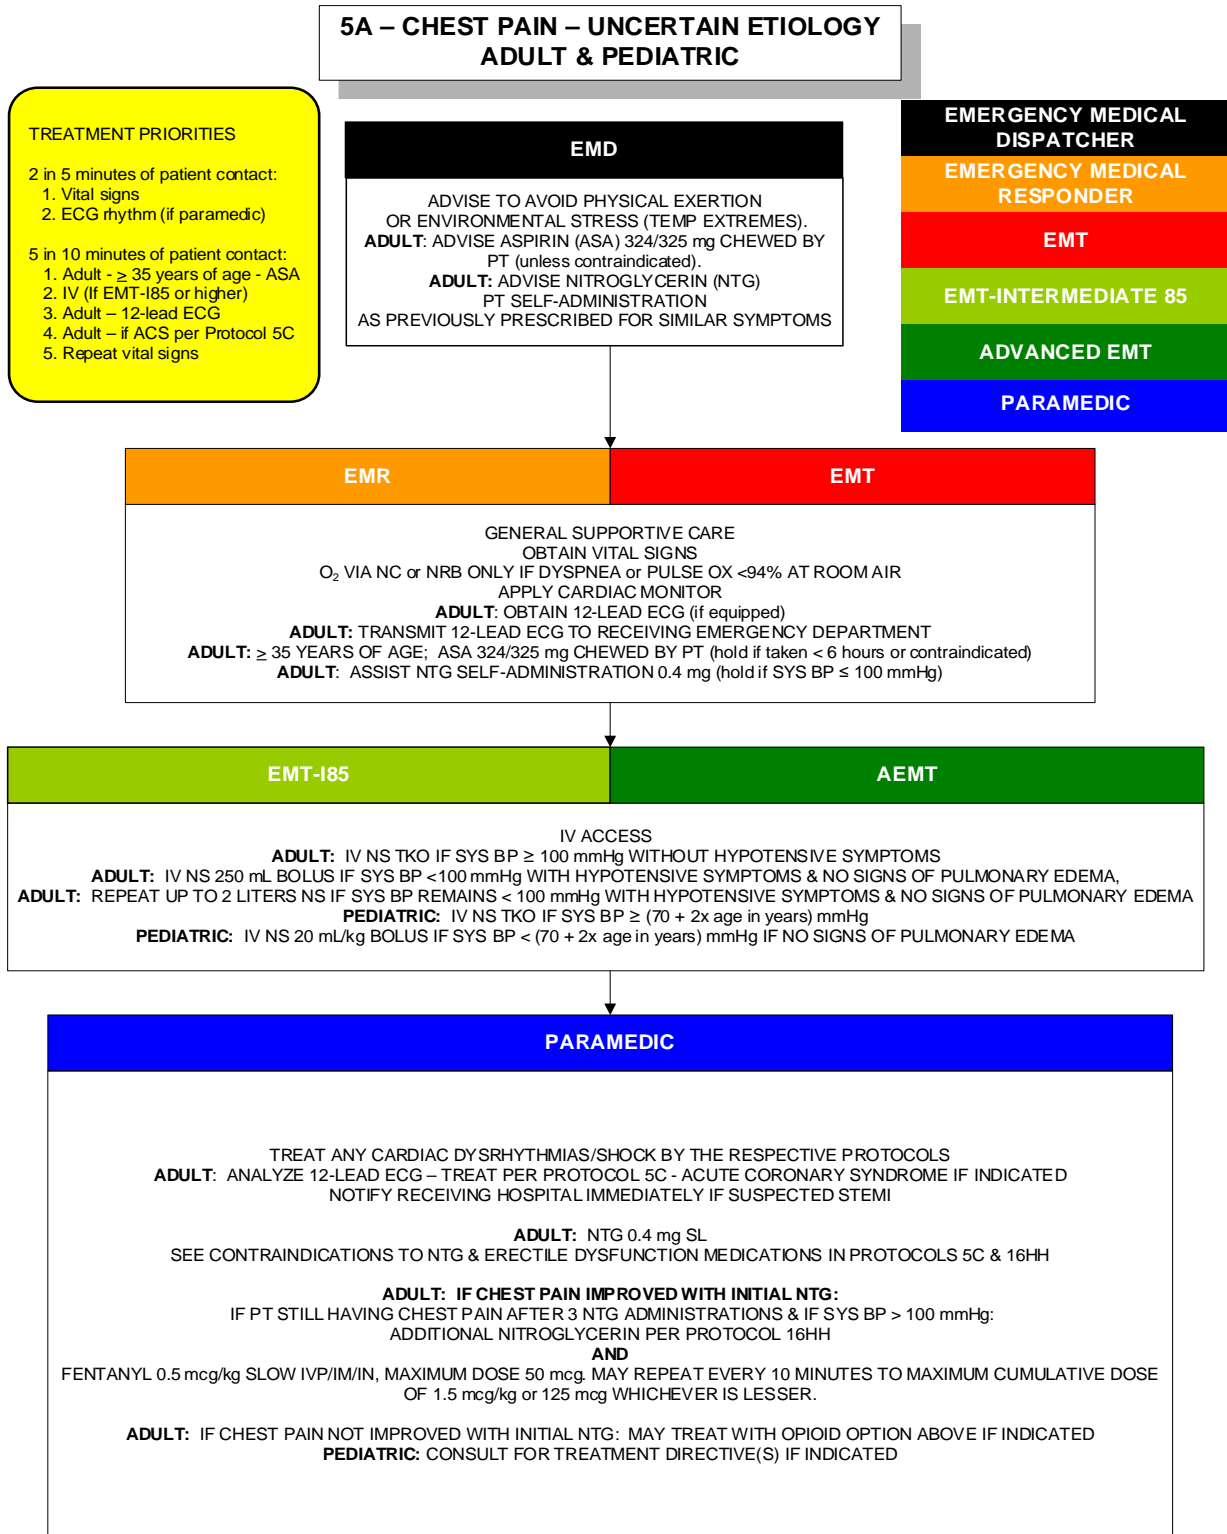 5A – CHEST PAIN – UNCERTAIN ETIOLOGY
ADULT & PEDIATRIC
TREATMENT PRIORITIES
2 in 5 minutes of patient contact:
1. Vital signs
2. ECG rhythm (if paramedic)
5 in 10 minutes of patient contact:
1. Adult - ≥ 35 years of age - ASA
2. IV (If EMT-I85 or higher)
3. Adult – 12-lead ECG
4. Adult – if ACS per Protocol 5C
5. Repeat vital signs
EMD
ADVISE TO AVOID PHYSICAL EXERTION
OR ENVIRONMENTAL STRESS (TEMP EXTREMES).
ADULT: ADVISE ASPIRIN (ASA) 324/325 mg CHEWED BY
PT (unless contraindicated).
ADULT: ADVISE NITROGLYCERIN (NTG)
PT SELF-ADMINISTRATION
AS PREVIOUSLY PRESCRIBED FOR SIMILAR SYMPTOMS
EMERGENCY MEDICAL
DISPATCHER
EMERGENCY MEDICAL
RESPONDER
EMT
EMT-INTERMEDIATE 85
ADVANCED EMT
PARAMEDIC
EMR
EMT
GENERAL SUPPORTIVE CARE
OBTAIN VITAL SIGNS
O₂ VIA NC or NRB ONLY IF DYSPNEA or PULSE OX <94% AT ROOM AIR
APPLY CARDIAC MONITOR
ADULT: OBTAIN 12-LEAD ECG (if equipped)
ADULT: TRANSMIT 12-LEAD ECG TO RECEIVING EMERGENCY DEPARTMENT
ADULT: ≥ 35 YEARS OF AGE; ASA 324/325 mg CHEWED BY PT (hold if taken < 6 hours or contraindicated)
ADULT: ASSIST NTG SELF-ADMINISTRATION 0.4 mg (hold if SYS BP ≤ 100 mmHg)
EMT-I85
AEMT
IV ACCESS
ADULT: IV NS TKO IF SYS BP ≥ 100 mmHg WITHOUT HYPOTENSIVE SYMPTOMS
ADULT: IV NS 250 mL BOLUS IF SYS BP <100 mmHg WITH HYPOTENSIVE SYMPTOMS & NO SIGNS OF PULMONARY EDEMA,
ADULT: REPEAT UP TO 2 LITERS NS IF SYS BP REMAINS < 100 mmHg WITH HYPOTENSIVE SYMPTOMS & NO SIGNS OF PULMONARY EDEMA
PEDIATRIC: IV NS TKO IF SYS BP ≥ (70 + 2x age in years) mmHg
PEDIATRIC: IV NS 20 mL/kg BOLUS IF SYS BP < (70 + 2x age in years) mmHg IF NO SIGNS OF PULMONARY EDEMA
PARAMEDIC
TREAT ANY CARDIAC DYSRHYTHMIAS/SHOCK BY THE RESPECTIVE PROTOCOLS
ADULT: ANALYZE 12-LEAD ECG – TREAT PER PROTOCOL 5C - ACUTE CORONARY SYNDROME IF INDICATED
NOTIFY RECEIVING HOSPITAL IMMEDIATELY IF SUSPECTED STEMI
ADULT: NTG 0.4 mg SL
SEE CONTRAINDICATIONS TO NTG & ERECTILE DYSFUNCTION MEDICATIONS IN PROTOCOLS 5C & 16HH
ADULT: IF CHEST PAIN IMPROVED WITH INITIAL NTG:
IF PT STILL HAVING CHEST PAIN AFTER 3 NTG ADMINISTRATIONS & IF SYS BP > 100 mmHg:
ADDITIONAL NITROGLYCERIN PER PROTOCOL 16HH
AND
FENTANYL 0.5 mcg/kg SLOW IVP/IM/IN, MAXIMUM DOSE 50 mcg. MAY REPEAT EVERY 10 MINUTES TO MAXIMUM CUMULATIVE DOSE
OF 1.5 mcg/kg or 125 mcg WHICHEVER IS LESSER.
ADULT: IF CHEST PAIN NOT IMPROVED WITH INITIAL NTG: MAY TREAT WITH OPIOID OPTION ABOVE IF INDICATED
PEDIATRIC: CONSULT FOR TREATMENT DIRECTIVE(S) IF INDICATED